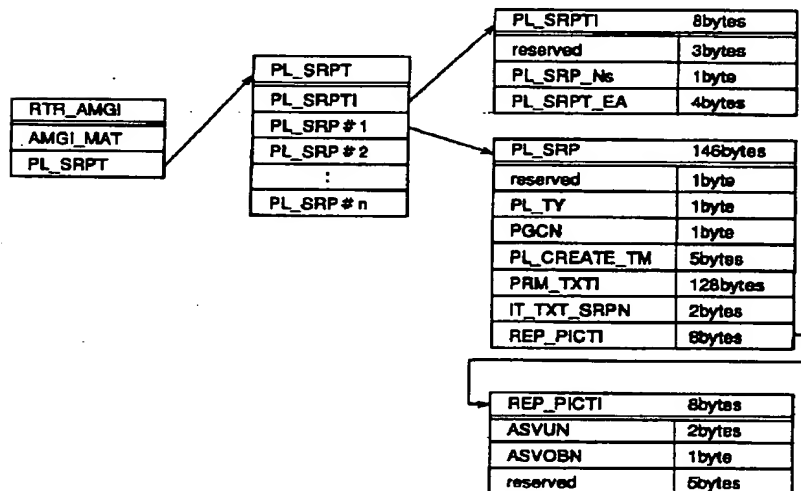 RTR_AMGI
AMGI_MAT
PL_SRPT
PL_SRPT
PL_SRPTI
PL_SRP#1
PL_SRP#2
:
PL_SRP#n
PL_SRPTI 8bytes
reserved 3bytes
PL_SRP_Ns 1byte
PL_SRPT_EA 4bytes
PL_SRP 146bytes
reserved 1byte
PL_TY 1byte
PGCN 1byte
PL_CREATE_TM 5bytes
PRM_TXTI 128bytes
IT_TXT_SRPN 2bytes
REP_PICTI 8bytes
REP_PICTI 8bytes
ASVUN 2bytes
ASVOBN 1byte
reserved 5bytes